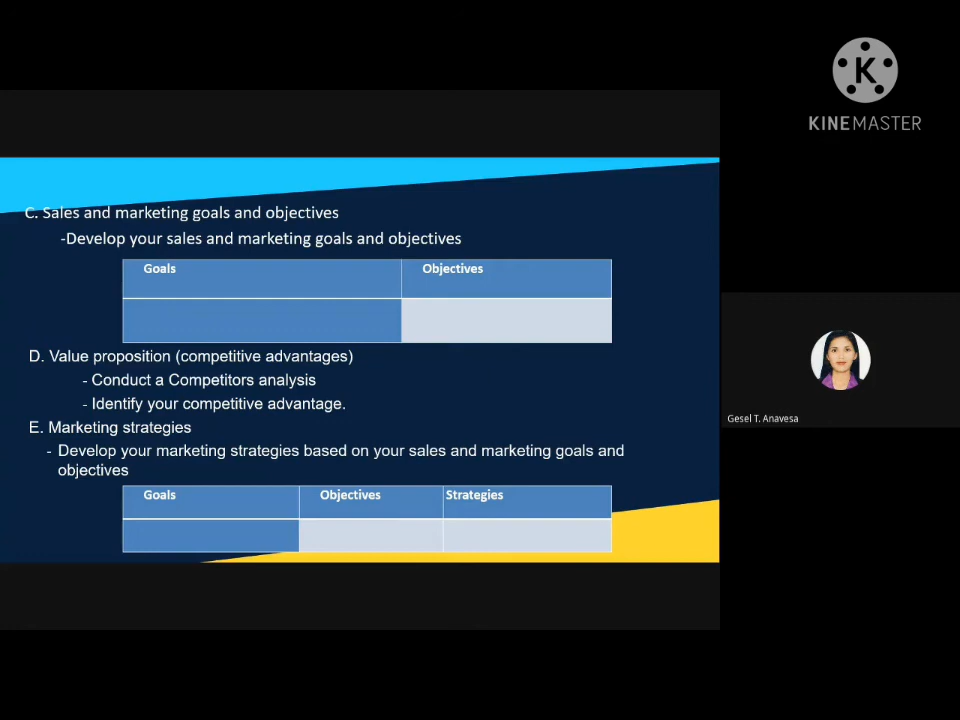 K
KINEMASTER
C. Sales and marketing goals and objectives
-Develop your sales and marketing goals and objectives
Goals Objectives
D. Value proposition (competitive advantages)
- Conduct a Competitors analysis
- Identify your competitive advantage.
E. Marketing strategies
- Develop your marketing strategies based on your sales and marketing goals and
objectives
Goals Objectives Strategies
Gesel T. Anavesa